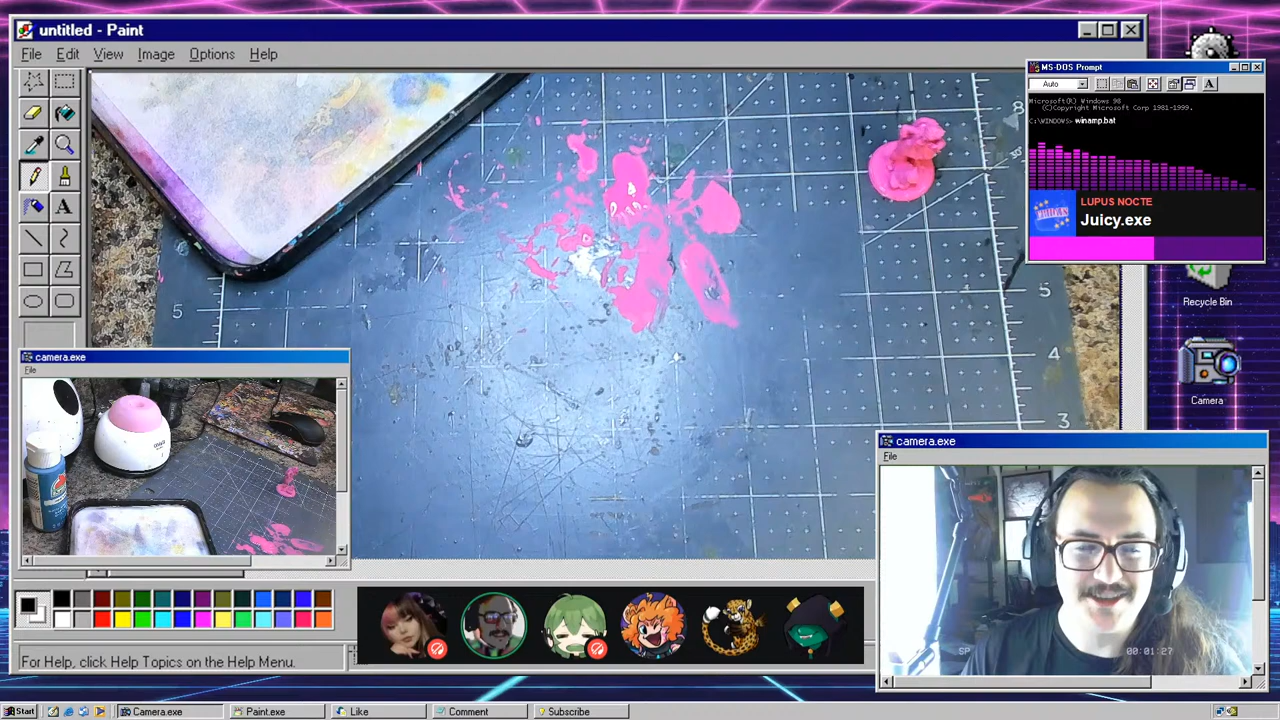 untitled - Paint
File Edit View Image Options Help
MS-DOS Prompt
Auto
Microsoft(R) Windows 98
(C)Copyright Microsoft Corp 1981-1999.
C:\WINDOWS> winamp.bat
LUPUS NOCTE
Juicy.exe
8
5
5
4
3
Recycle Bin
Camera
camera.exe
File
camera.exe
File
SP 00:01:27
For Help, click Help Topics on the Help Menu.
Start Camera.exe Paint.exe Like Comment Subscribe